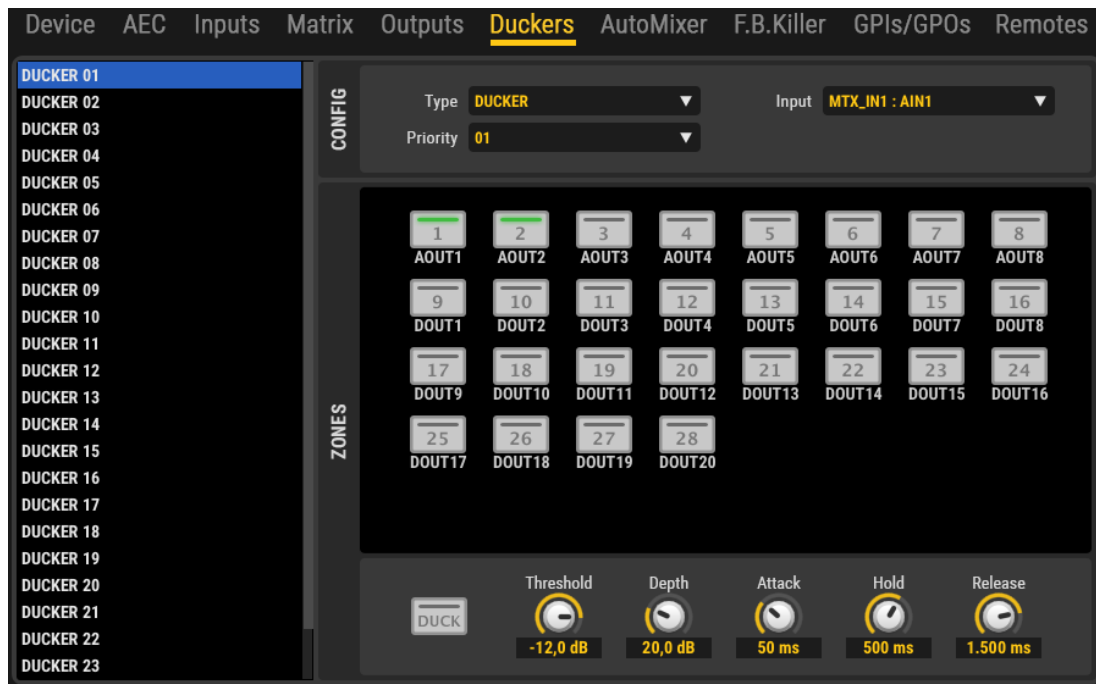 Device AEC Inputs Matrix Outputs Duckers AutoMixer F.B.Killer GPIs/GPOs Remotes
DUCKER 01
DUCKER 02
DUCKER 03
DUCKER 04
DUCKER 05
DUCKER 06
DUCKER 07
DUCKER 08
DUCKER 09
DUCKER 10
DUCKER 11
DUCKER 12
DUCKER 13
DUCKER 14
DUCKER 15
DUCKER 16
DUCKER 17
DUCKER 18
DUCKER 19
DUCKER 20
DUCKER 21
DUCKER 22
DUCKER 23
CONFIG
Type DUCKER Input MTX_IN1 : AIN1
Priority 01
ZONES
1 2 3 4 5 6 7 8
AOUT1 AOUT2 AOUT3 AOUT4 AOUT5 AOUT6 AOUT7 AOUT8
9 10 11 12 13 14 15 16
DOUT1 DOUT2 DOUT3 DOUT4 DOUT5 DOUT6 DOUT7 DOUT8
17 18 19 20 21 22 23 24
DOUT9 DOUT10 DOUT11 DOUT12 DOUT13 DOUT14 DOUT15 DOUT16
25 26 27 28
DOUT17 DOUT18 DOUT19 DOUT20
Threshold Depth Attack Hold Release
DUCK
-12,0 dB 20,0 dB 50 ms 500 ms 1.500 ms